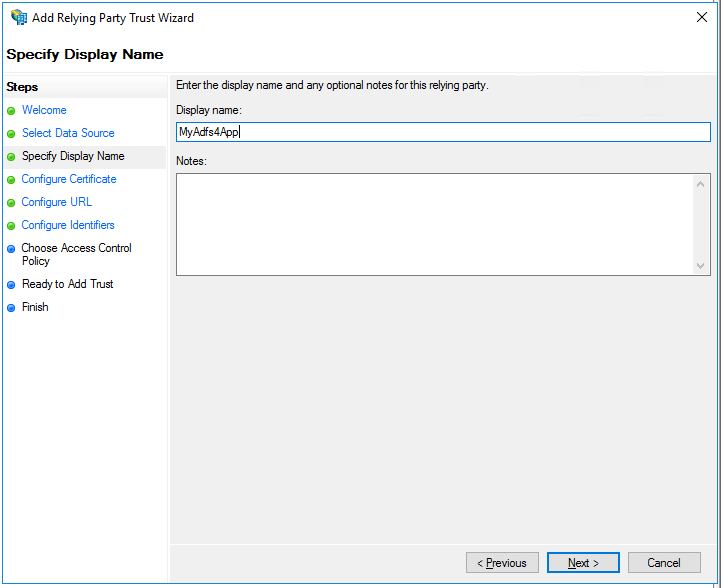 Add Relying Party Trust Wizard
Specify Display Name
Steps
Welcome
Select Data Source
Specify Display Name
Configure Certificate
Configure URL
Configure Identifiers
Choose Access Control
Policy
Ready to Add Trust
Finish
Enter the display name and any optional notes for this relying party.
Display name:
MyAdfs4App
Notes:
< Previous
Next >
Cancel